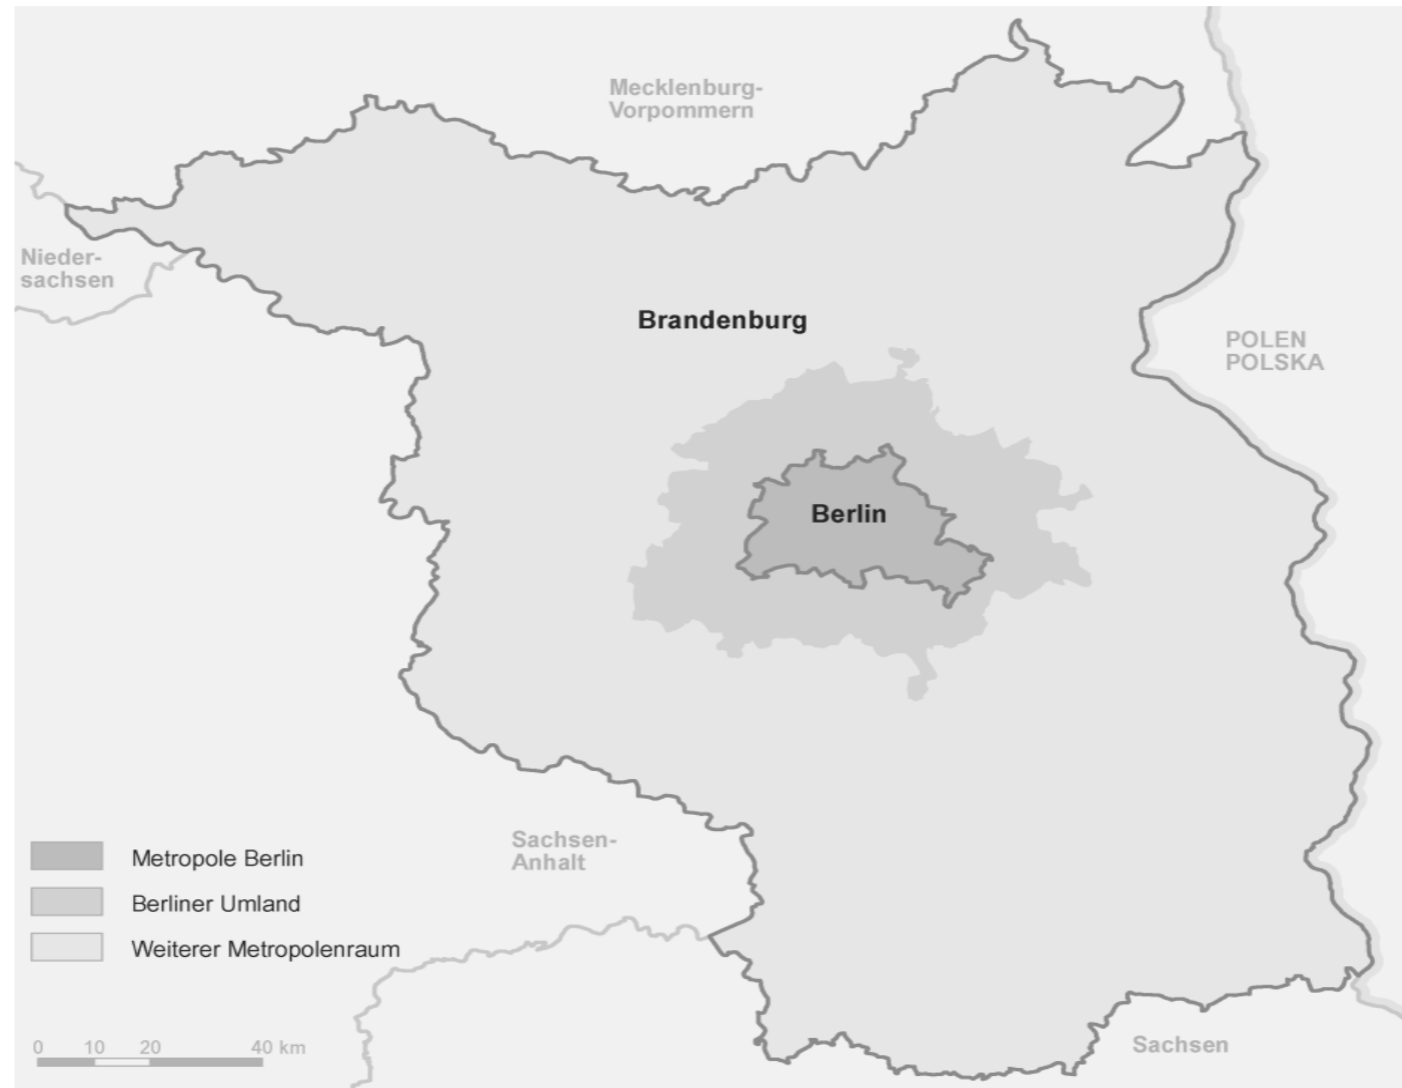 Mecklenburg-
Vorpommern
Nieder-
sachsen
Brandenburg
POLEN
POLSKA
Berlin
Sachsen-
Anhalt
Metropole Berlin
Berliner Umland
Weiterer Metropolenraum
0 10 20 40 km
Sachsen